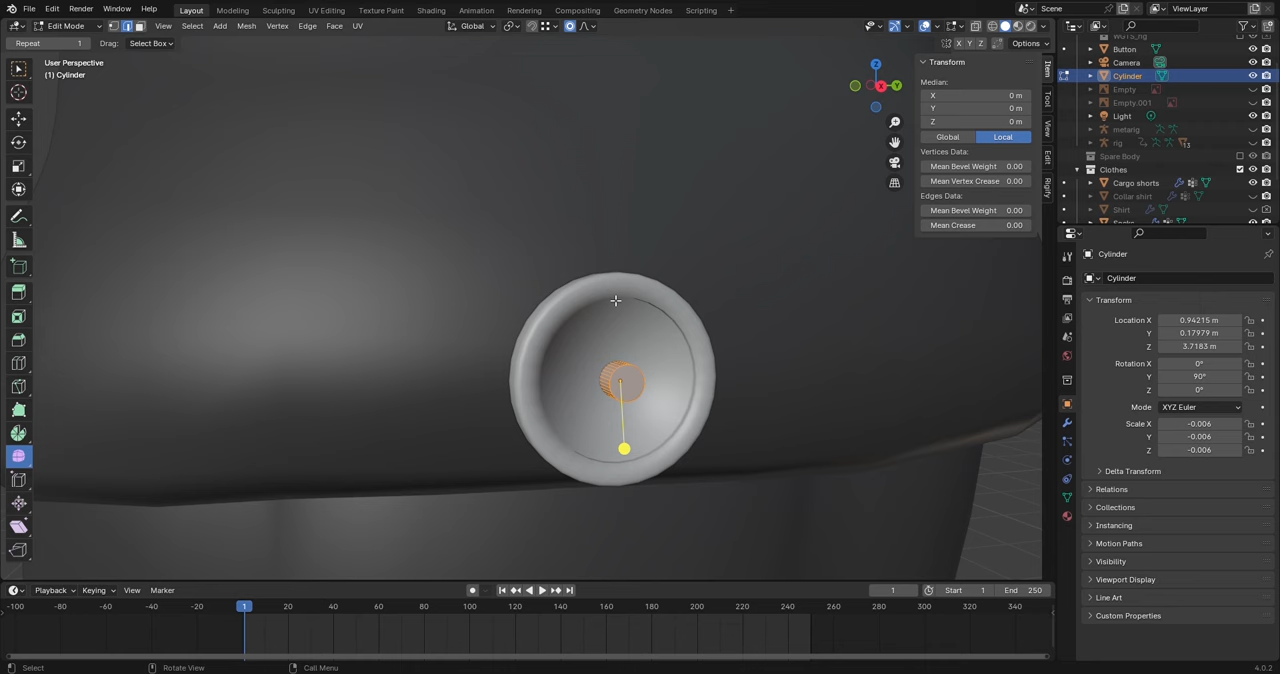 File Edit Render Window Help Layout Modeling Sculpting UV Editing Texture Paint Shading Animation Rendering Compositing Geometry Nodes Scripting + Scene ViewLayer
Edit Mode View Select Add Mesh Vertex Edge Face UV Global
Repeat 1 Drag: Select Box X Y Z Options
User Perspective
(1) Cylinder
Z
X Y
Transform
Median:
X 0 m
Y 0 m
Z 0 m
Global Local
Vertices Data:
Mean Bevel Weight 0.00
Mean Vertex Crease 0.00
Edges Data:
Mean Bevel Weight 0.00
Mean Crease 0.00
Item
Tool
View
Edit
Rigify
WGTS_rig
Button
Camera
Cylinder
Empty
Empty.001
Light
metarig
rig 13
Spare Body
Clothes
Cargo shorts
Collar shirt
Shirt
Cylinder
Cylinder
Transform
Location X 0.94215 m
Y 0.17979 m
Z 3.7183 m
Rotation X 0°
Y 90°
Z 0°
Mode XYZ Euler
Scale X -0.006
Y -0.006
Z -0.006
Delta Transform
Relations
Collections
Instancing
Motion Paths
Visibility
Viewport Display
Line Art
Custom Properties
Playback Keying View Marker 1 Start 1 End 250
-100 -80 -60 -40 -20 1 20 40 60 80 100 120 140 160 180 200 220 240 260 280 300 320 340
Select Rotate View Call Menu 4.0.2